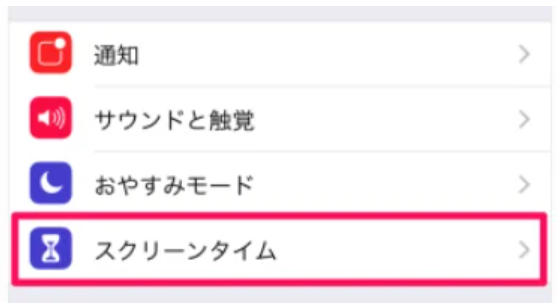 通知
サウンドと触覚
おやすみモード
スクリーンタイム